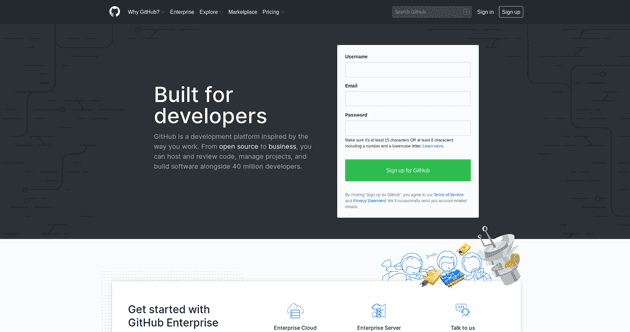 Why GitHub? Enterprise Explore Marketplace Pricing Search GitHub / Sign in Sign up
Built for
developers
GitHub is a development platform inspired by the
way you work. From open source to business, you
can host and review code, manage projects, and
build software alongside 40 million developers.
Username
Email
Password
Make sure it's at least 15 characters OR at least 8 characters
including a number and a lowercase letter. Learn more.
Sign up for GitHub
By clicking "Sign up for GitHub", you agree to our Terms of Service
and Privacy Statement. We'll occasionally send you account related
emails.
Get started with
GitHub Enterprise
Enterprise Cloud
Enterprise Server
Talk to us